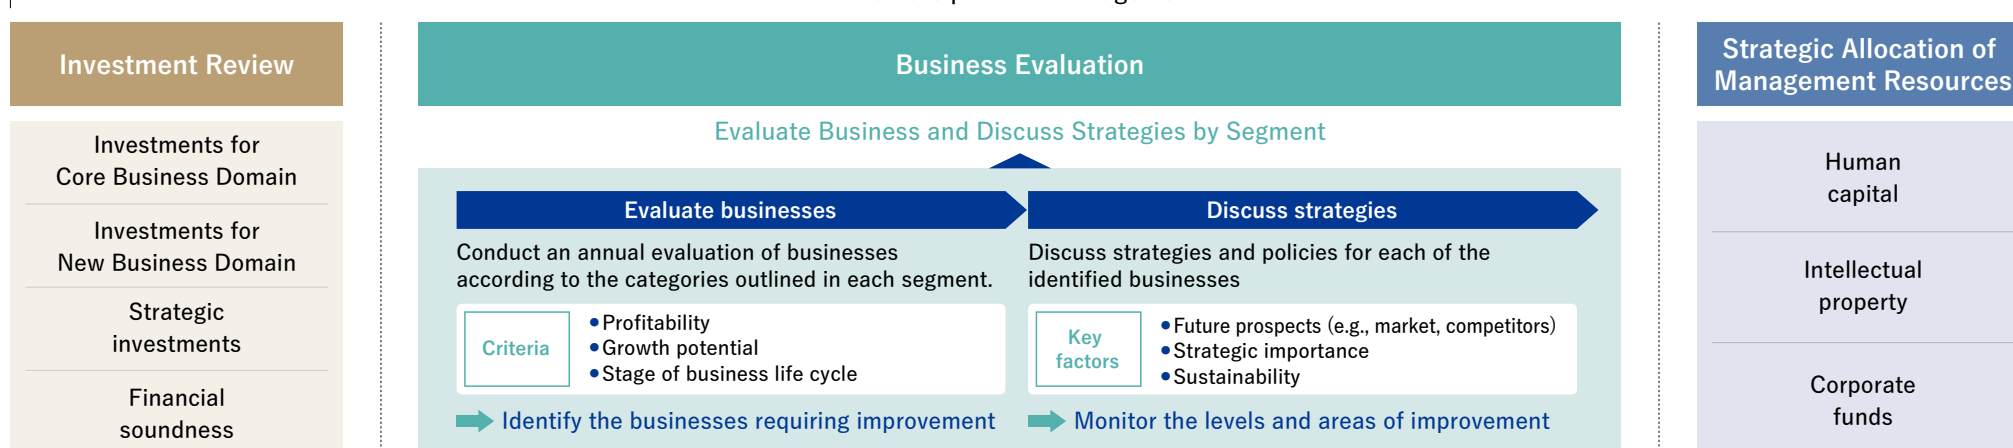 Investment Review
Investments for
Core Business Domain
Investments for
New Business Domain
Strategic
investments
Financial
soundness
Business Evaluation
Evaluate Business and Discuss Strategies by Segment
Evaluate businesses
Conduct an annual evaluation of businesses
according to the categories outlined in each segment.
Criteria
•Profitability
•Growth potential
•Stage of business life cycle
Identify the businesses requiring improvement
Discuss strategies
Discuss strategies and policies for each of the
identified businesses
Key
factors
•Future prospects (e.g., market, competitors)
•Strategic importance
•Sustainability
Monitor the levels and areas of improvement
Strategic Allocation of
Management Resources
Human
capital
Intellectual
property
Corporate
funds